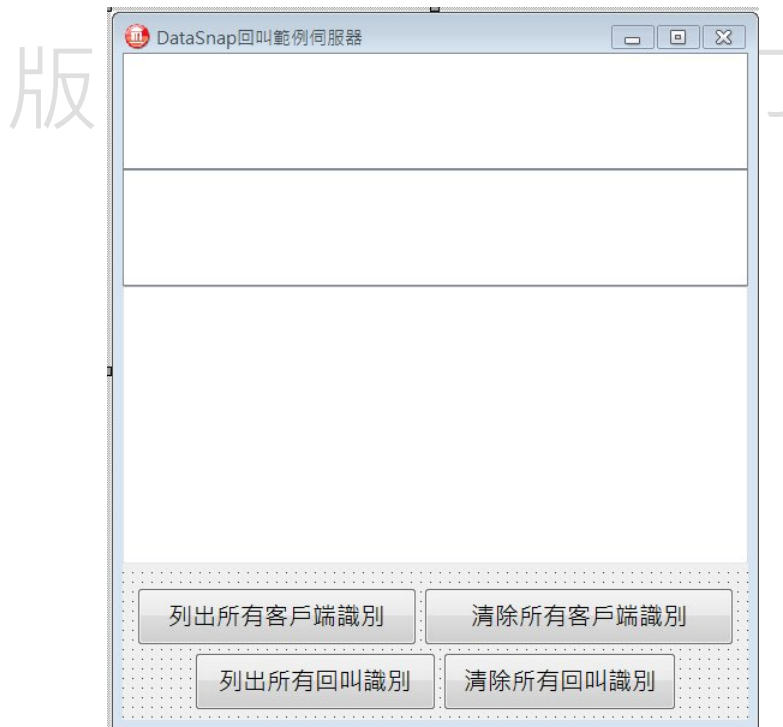 DataSnap回叫範例伺服器
版
列出所有客戶端識別
清除所有客戶端識別
列出所有回叫識別
清除所有回叫識別